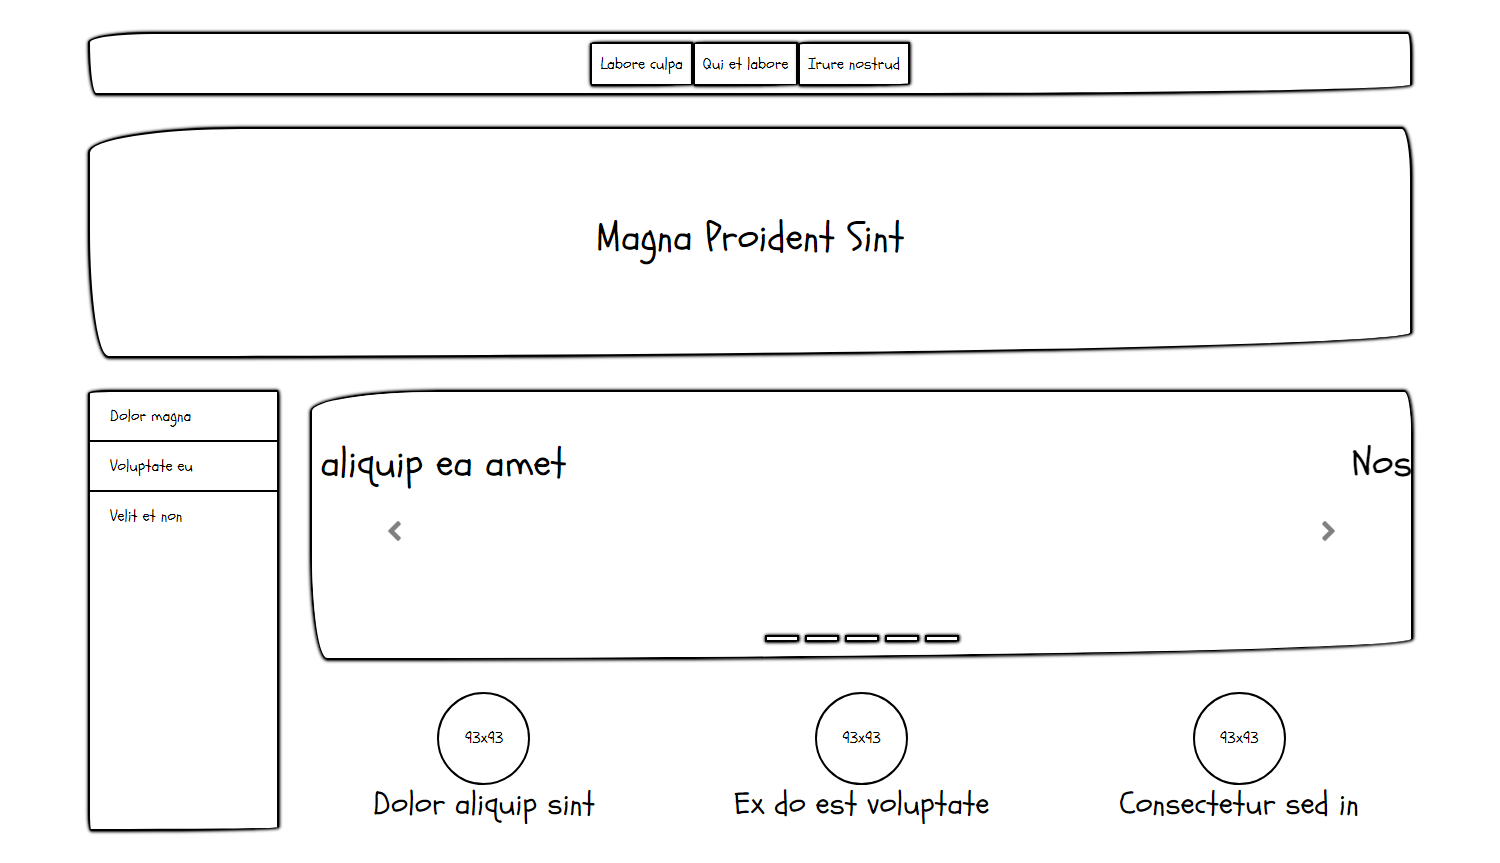 Labore culpa
Qui et labore
Irure nostrud
Magna Proident Sint
Dolor magna
Voluptate eu
Velit et non
aliquip ea amet
Nos
93x93
93x93
93x93
Dolor aliquip sint
Ex do est voluptate
Consectetur sed in